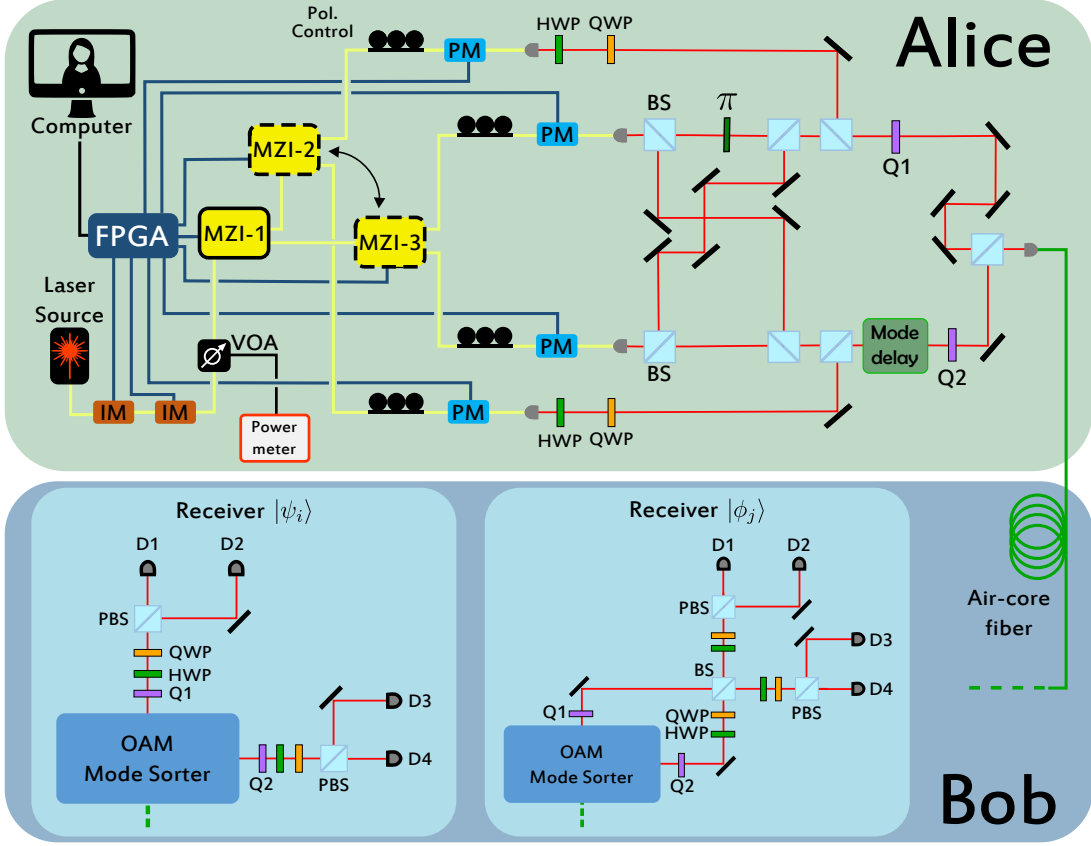 Alice
Pol.
Control
PM
HWP
QWP
Computer
MZI-2
PM
BS
π
Q1
FPGA
MZI-1
MZI-3
Laser
Source
VOA
PM
BS
Mode
delay
Q2
IM
IM
Power
meter
PM
HWP
QWP
Receiver |ψᵢ⟩
D1
D2
PBS
QWP
HWP
Q1
OAM
Mode Sorter
Q2
PBS
D3
D4
Receiver |ϕⱼ⟩
D1
D2
PBS
D3
BS
D4
PBS
Q1
QWP
HWP
OAM
Mode Sorter
Q2
Air-core
fiber
Bob